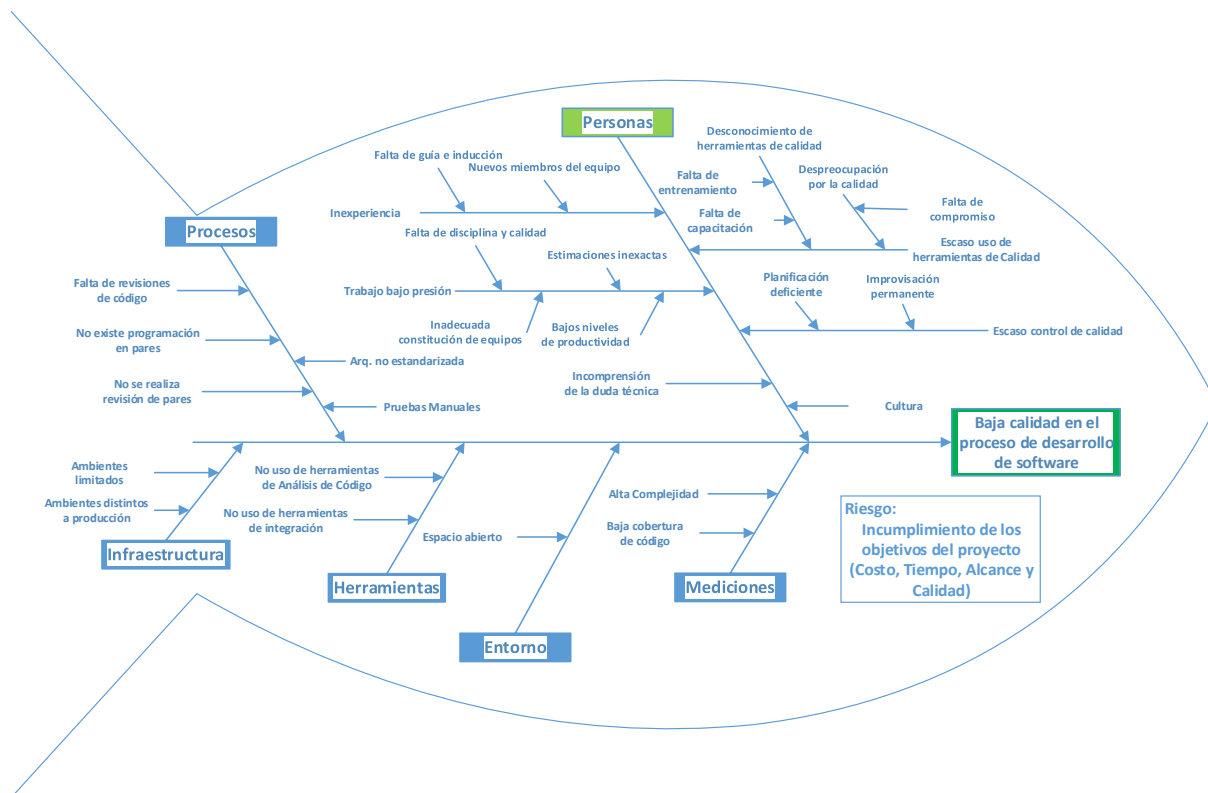 Personas
Desconocimiento de
herramientas de calidad
Falta de guía e inducción
Nuevos miembros del equipo
Despreocupación
por la calidad
Falta de
entrenamiento
Inexperiencia
Falta de
capacitación
Falta de
compromiso
Procesos
Falta de disciplina y calidad
Escaso uso de
herramientas de Calidad
Estimaciones inexactas
Falta de revisiones
de código
Trabajo bajo presión
Planificación
deficiente
Improvisación
permanente
Inadecuada
constitución de equipos
Bajos niveles
de productividad
Escaso control de calidad
No existe programación
en pares
Arq. no estandarizada
No se realiza
revisión de pares
Incomprensión
de la duda técnica
Pruebas Manuales
Cultura
Baja calidad en el
proceso de desarrollo
de software
Ambientes
limitados
No uso de herramientas
de Análisis de Código
Alta Complejidad
Ambientes distintos
a producción
No uso de herramientas
de integración
Espacio abierto
Baja cobertura
de código
Riesgo:
Incumplimiento de los
objetivos del proyecto
(Costo, Tiempo, Alcance y
Calidad)
Infraestructura
Herramientas
Mediciones
Entorno